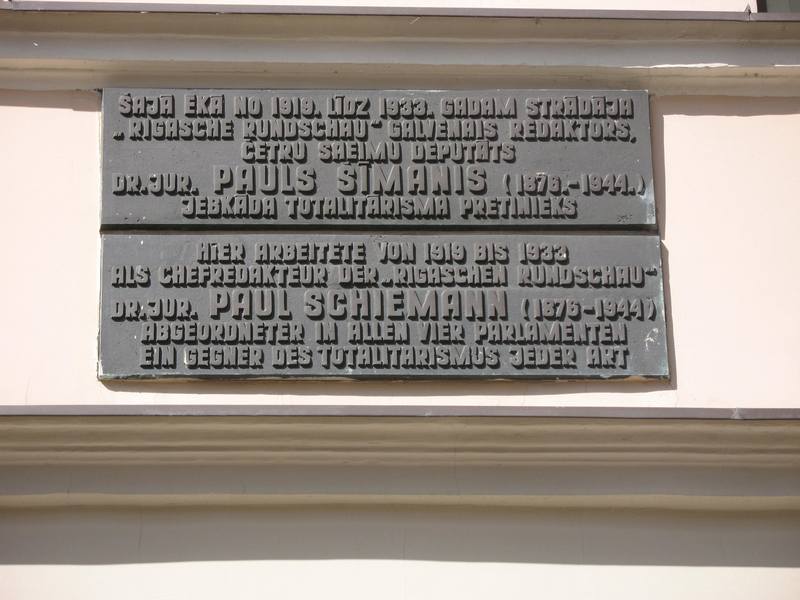 ŠAJĀ ĒKĀ NO 1919. LĪDZ 1933. GADAM STRĀDĀJA
„RIGASCHE RUNDSCHAU“ GALVENAIS REDAKTORS,
ČETRU SAEIMU DEPUTĀTS
DR.JUR. PAULS ŠĪMANIS (1876.-1944.)
JEBKĀDA TOTALITĀRISMA PRETINIEKS
HIER ARBEITETE VON 1919 BIS 1933
ALS CHEFREDAKTEUR DER „RIGASCHEN RUNDSCHAU“
DR.JUR. PAUL SCHIEMANN (1876-1944)
ABGEORDNETER IN ALLEN VIER PARLAMENTEN
EIN GEGNER DES TOTALITARISMUS JEDER ART